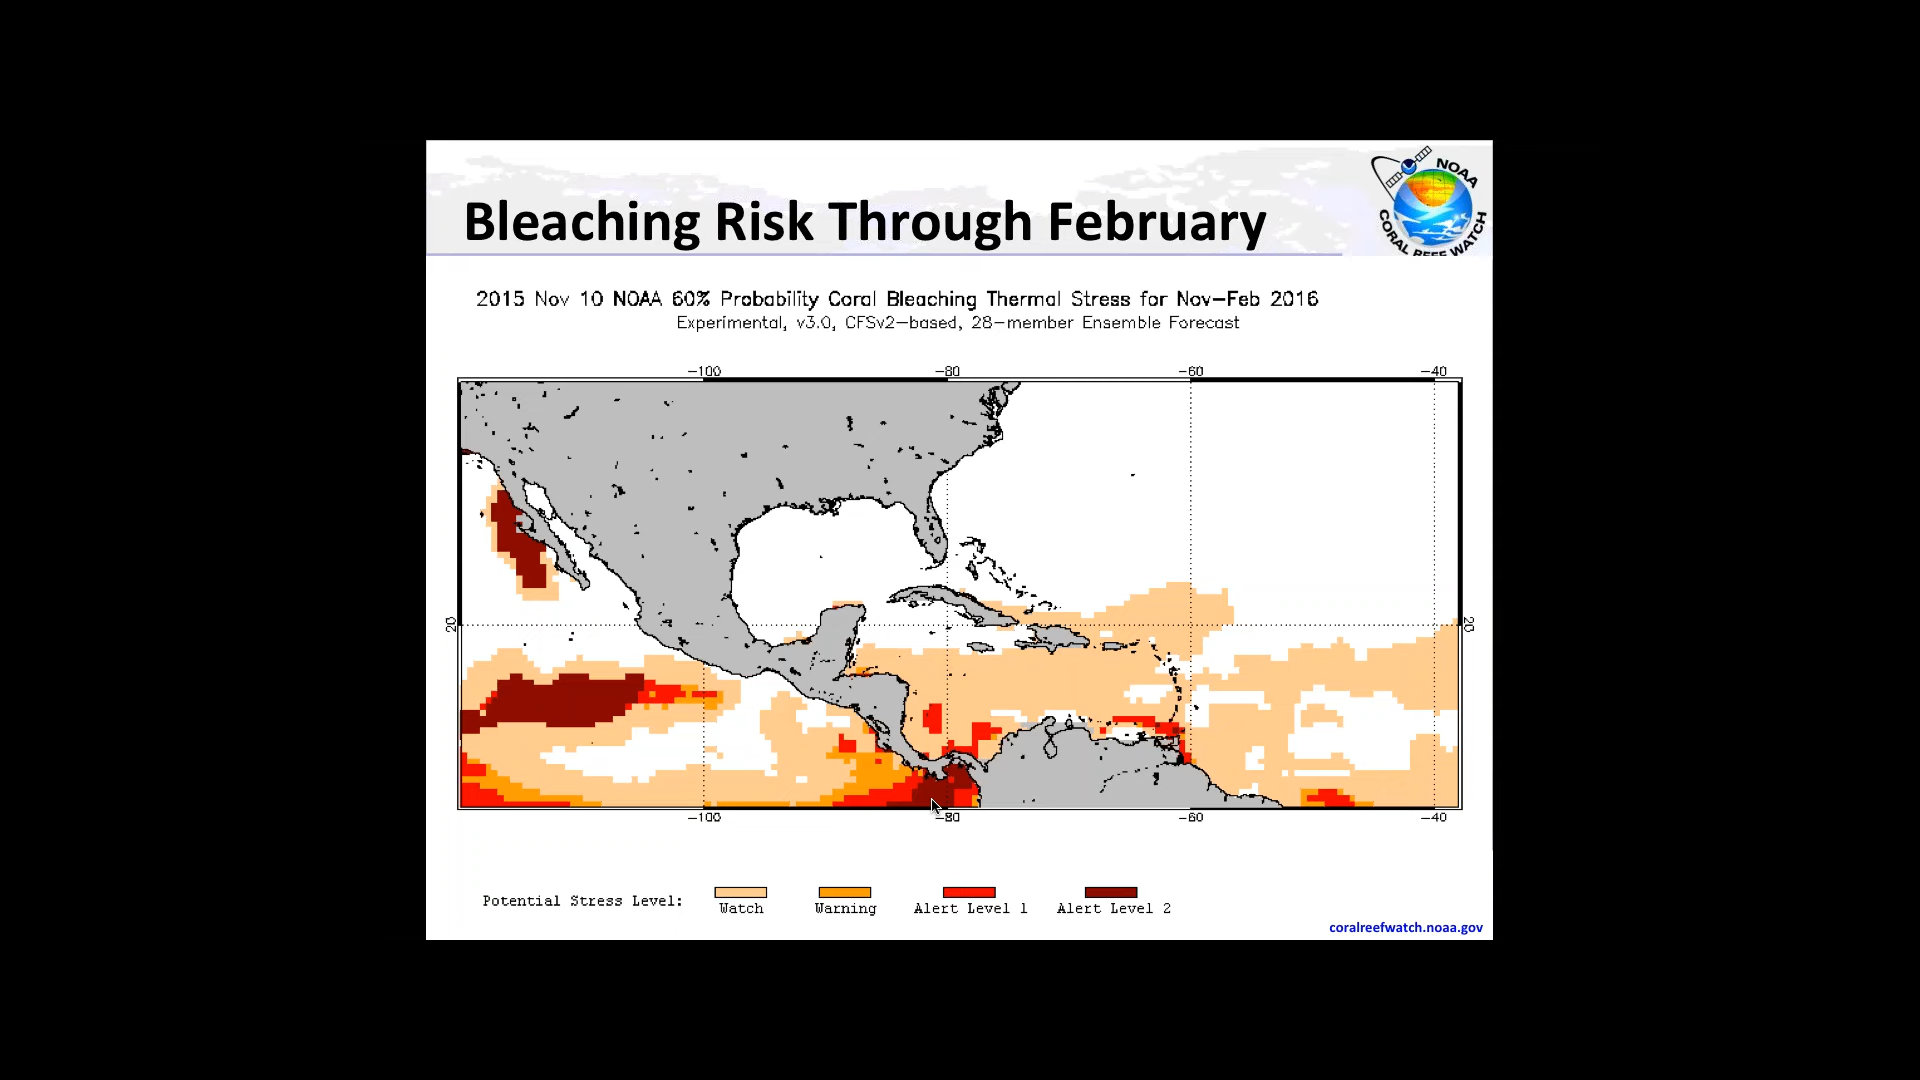 Bleaching Risk Through February
NOAA
CORAL REEF WATCH
2015 Nov 10 NOAA 60% Probability Coral Bleaching Thermal Stress for Nov-Feb 2016
Experimental, v3.0, CFSv2-based, 28-member Ensemble Forecast
-100 -80 -60 -40
20 20
-100 -80 -60 -40
Potential Stress Level:
Watch Warning Alert Level 1 Alert Level 2
coralreefwatch.noaa.gov